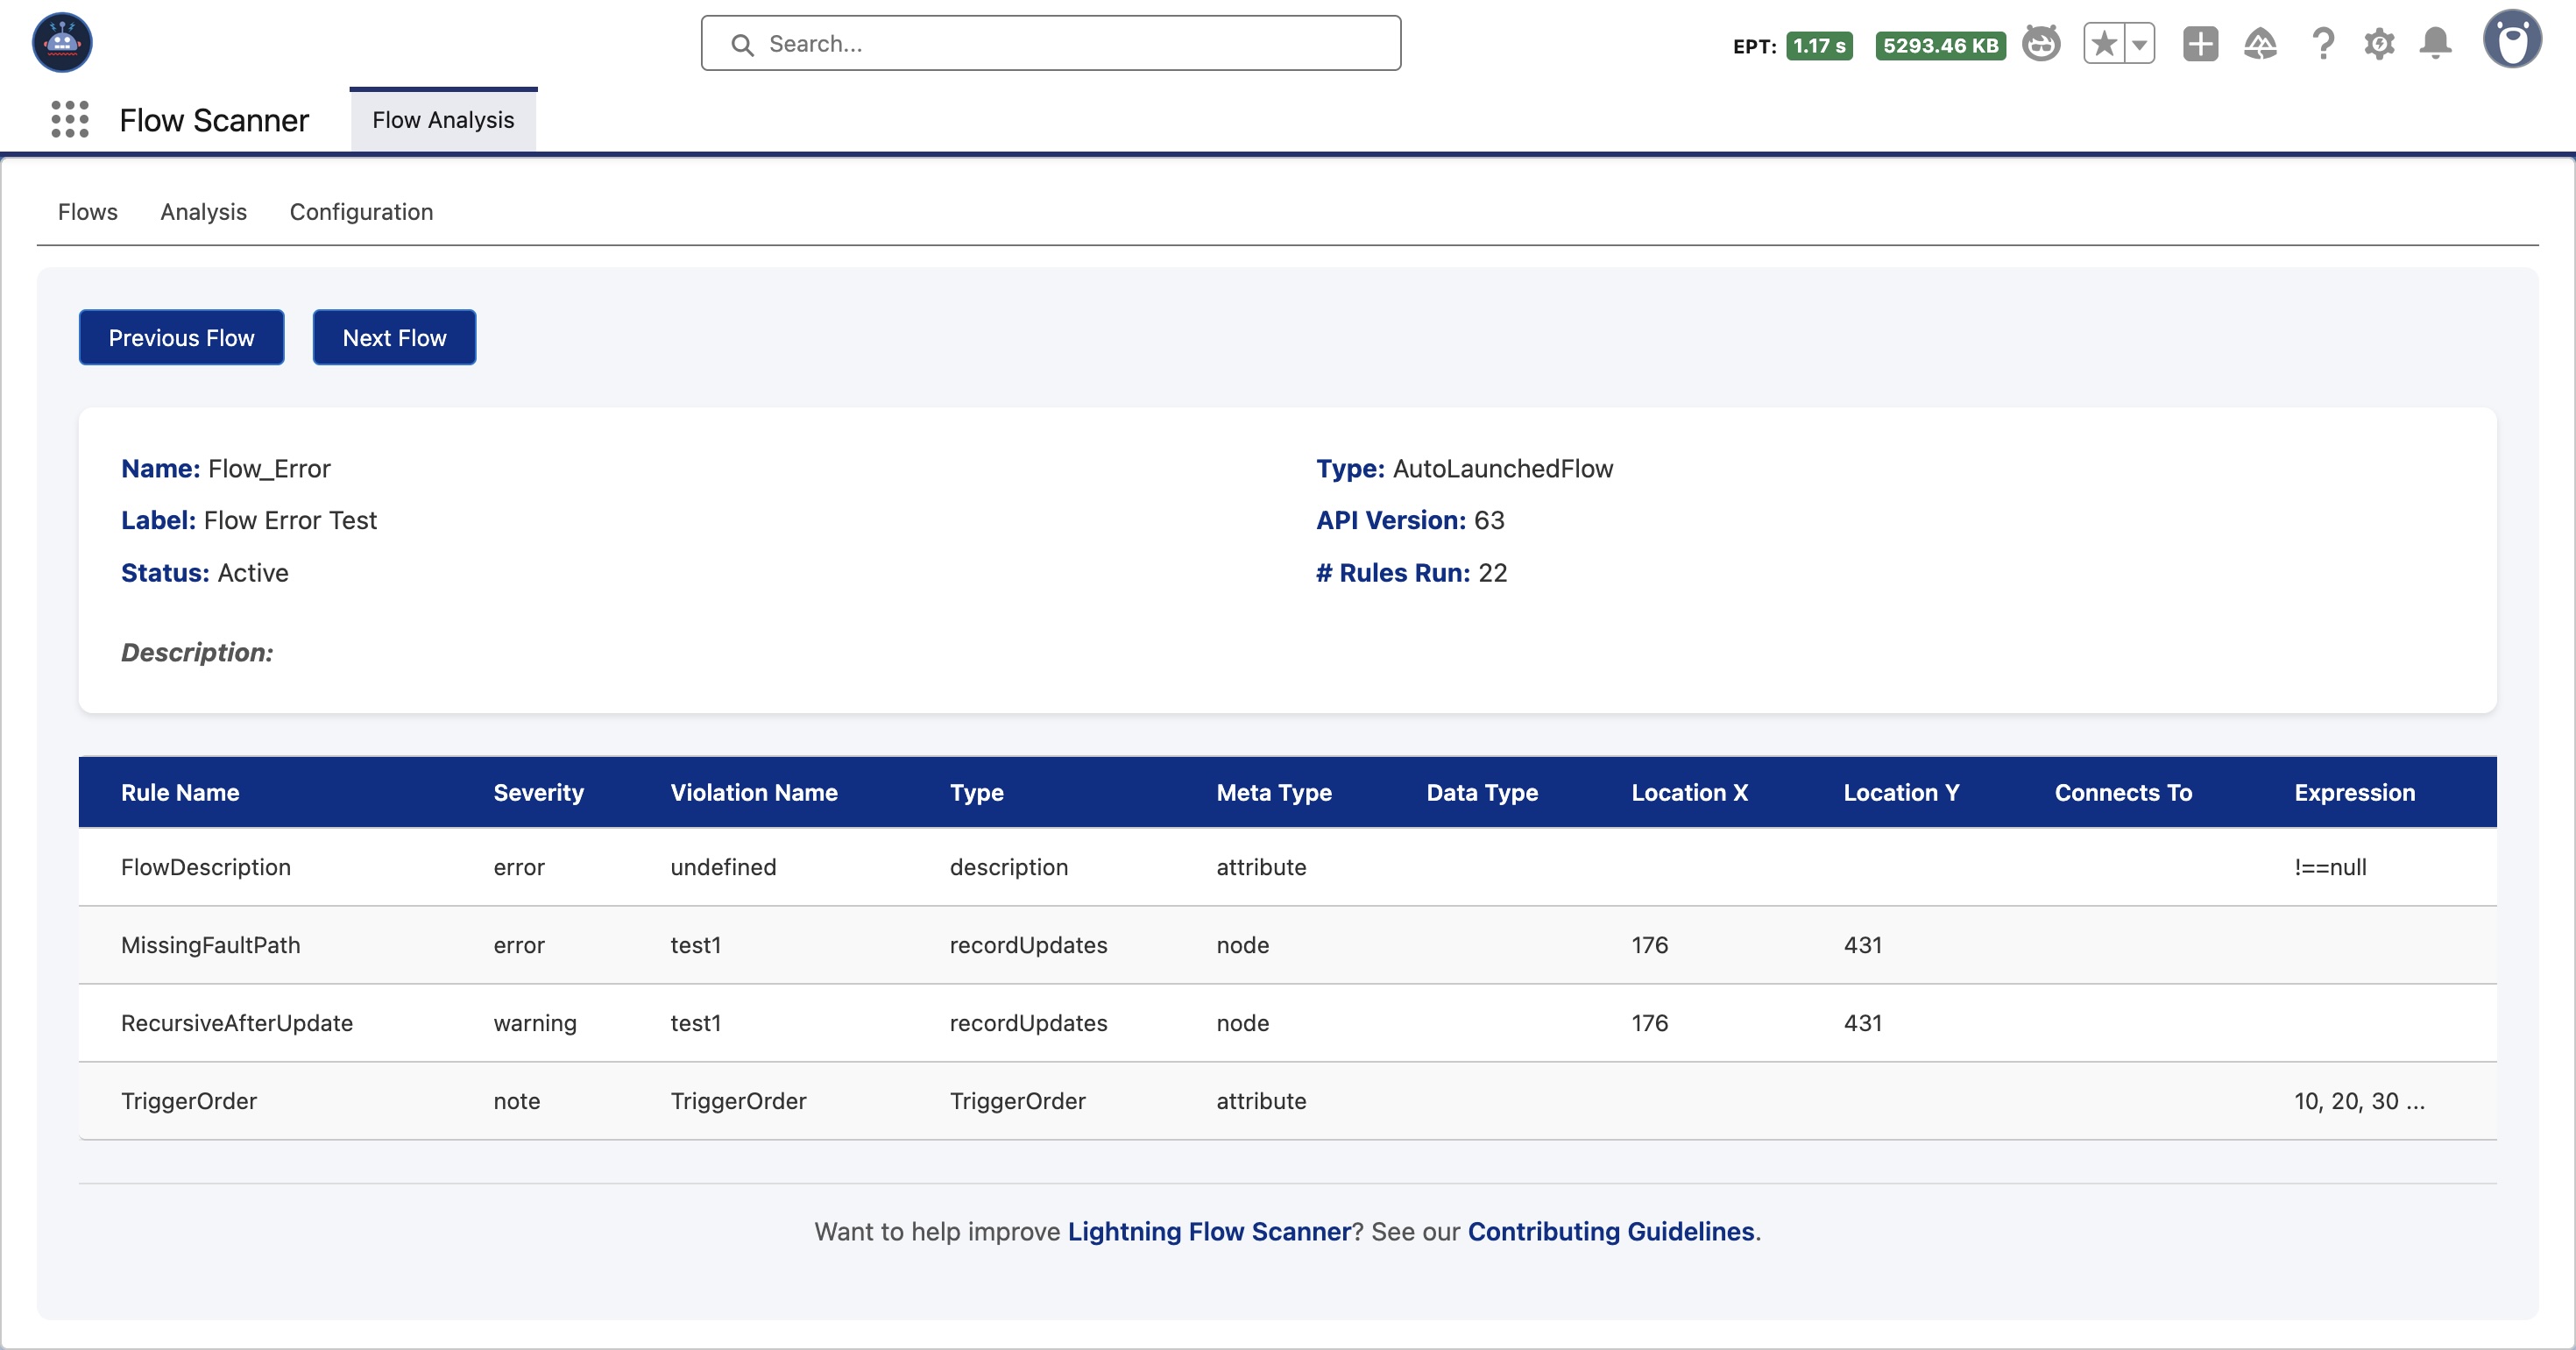 Search...
EPT: 1.17 s 5293.46 KB
Flow Scanner Flow Analysis
Flows Analysis Configuration
Previous Flow Next Flow
Name: Flow_Error Type: AutoLaunchedFlow
Label: Flow Error Test API Version: 63
Status: Active # Rules Run: 22
Description:
Rule Name Severity Violation Name Type Meta Type Data Type Location X Location Y Connects To Expression
FlowDescription error undefined description attribute !==null
MissingFaultPath error test1 recordUpdates node 176 431
RecursiveAfterUpdate warning test1 recordUpdates node 176 431
TriggerOrder note TriggerOrder TriggerOrder attribute 10, 20, 30 ...
Want to help improve Lightning Flow Scanner? See our Contributing Guidelines.